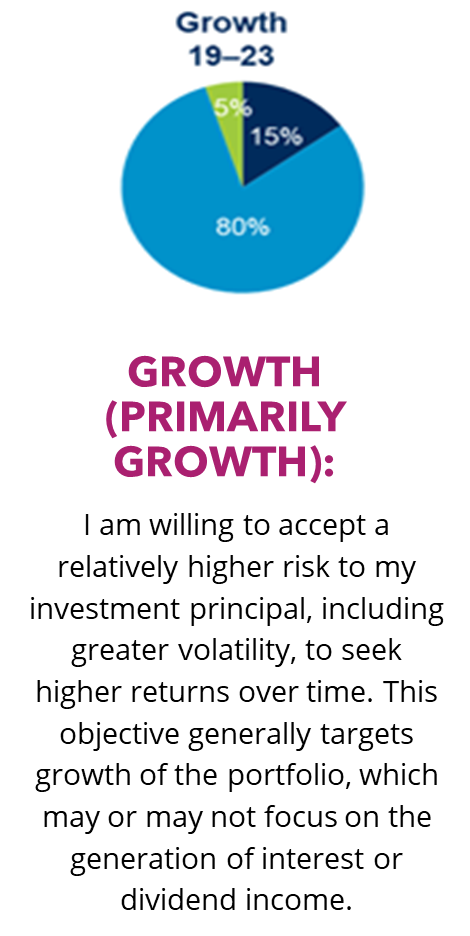 Growth
19–23
5%
15%
80%
GROWTH
(PRIMARILY
GROWTH):
I am willing to accept a
relatively higher risk to my
investment principal, including
greater volatility, to seek
higher returns over time. This
objective generally targets
growth of the portfolio, which
may or may not focus on the
generation of interest or
dividend income.